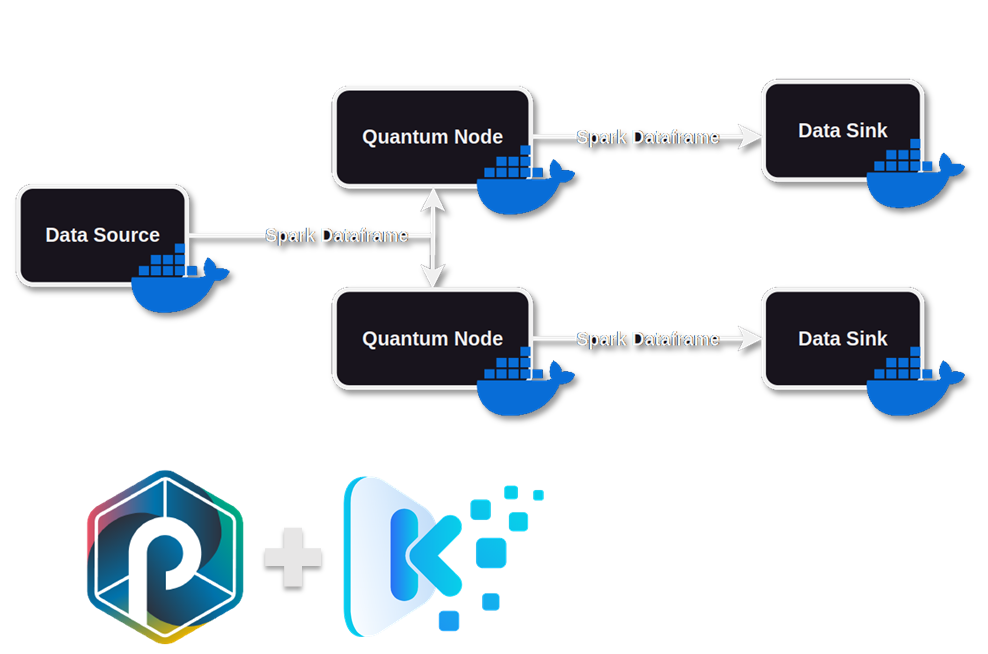 Quantum Node
Spark Dataframe
Data Sink
Data Source
Spark Dataframe
Quantum Node
Spark Dataframe
Data Sink